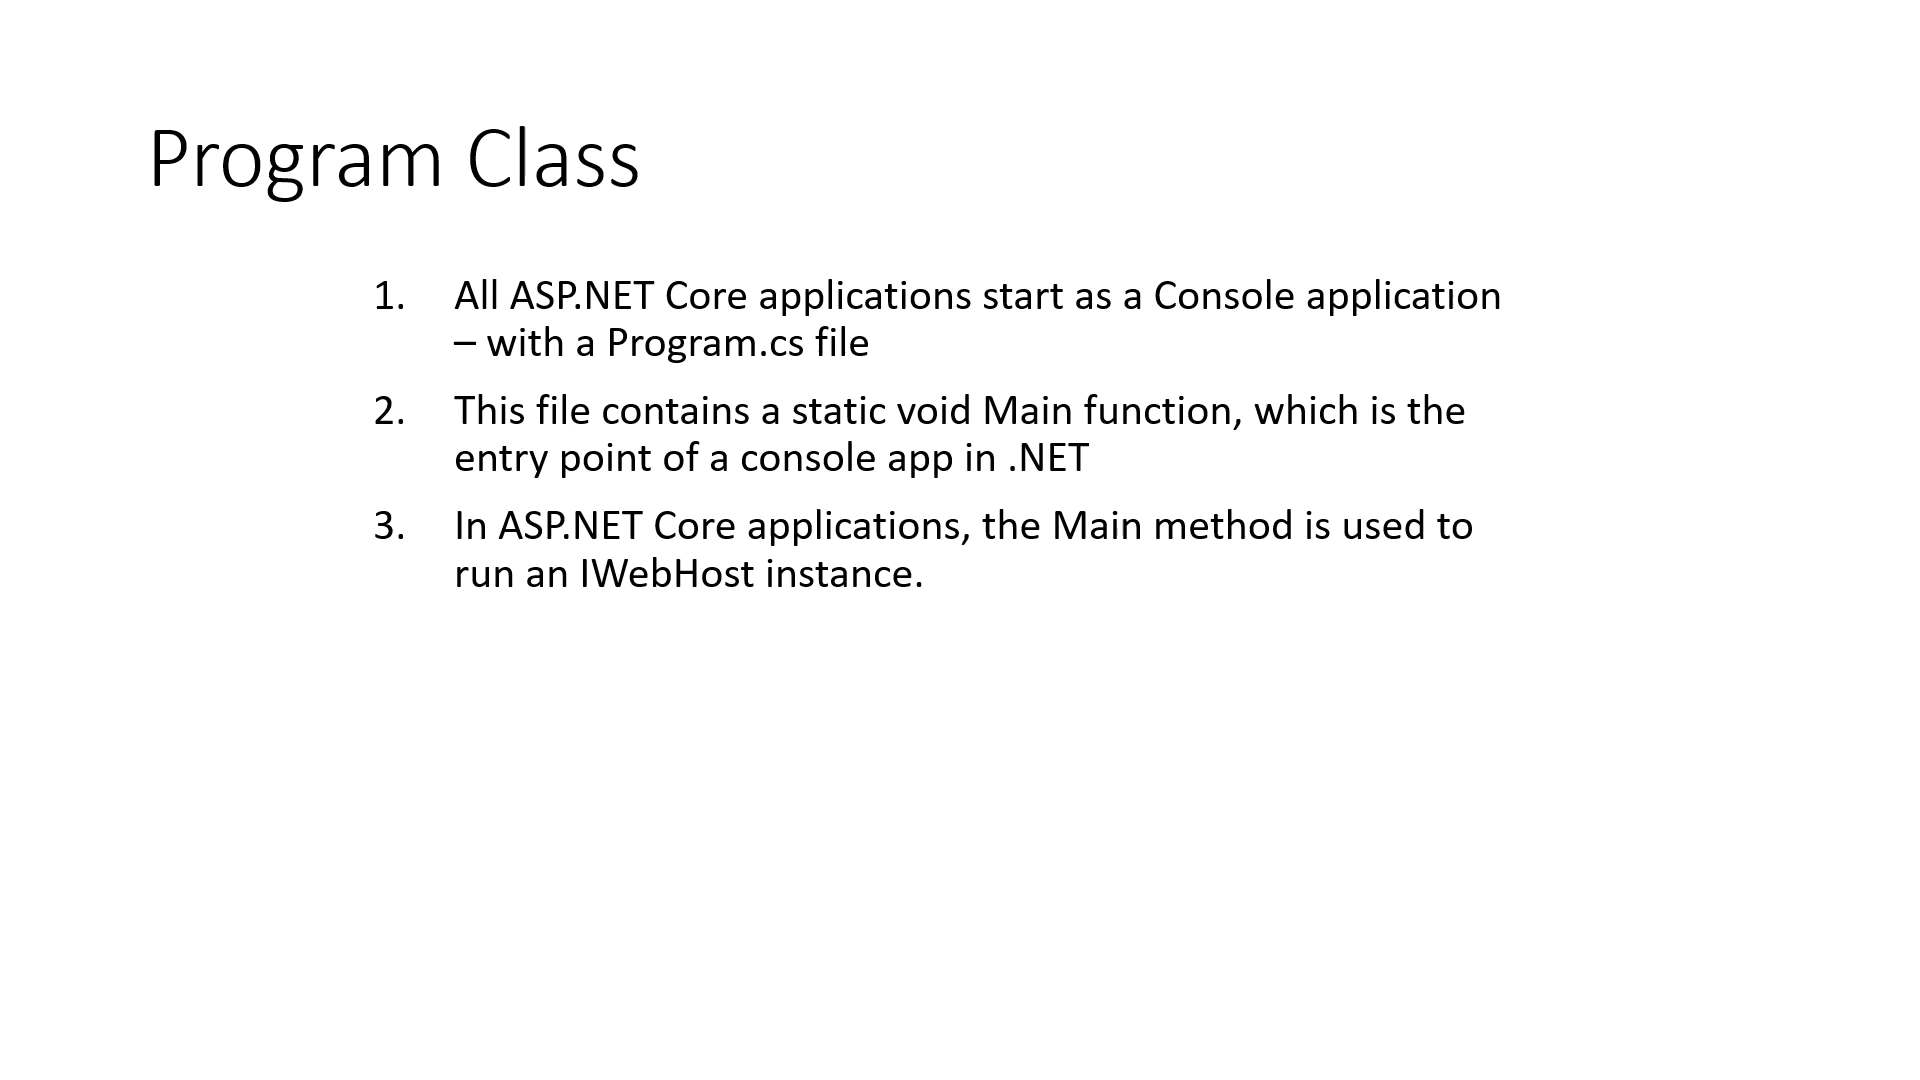 Program Class
1. All ASP.NET Core applications start as a Console application
– with a Program.cs file
2. This file contains a static void Main function, which is the
entry point of a console app in .NET
3. In ASP.NET Core applications, the Main method is used to
run an IWebHost instance.